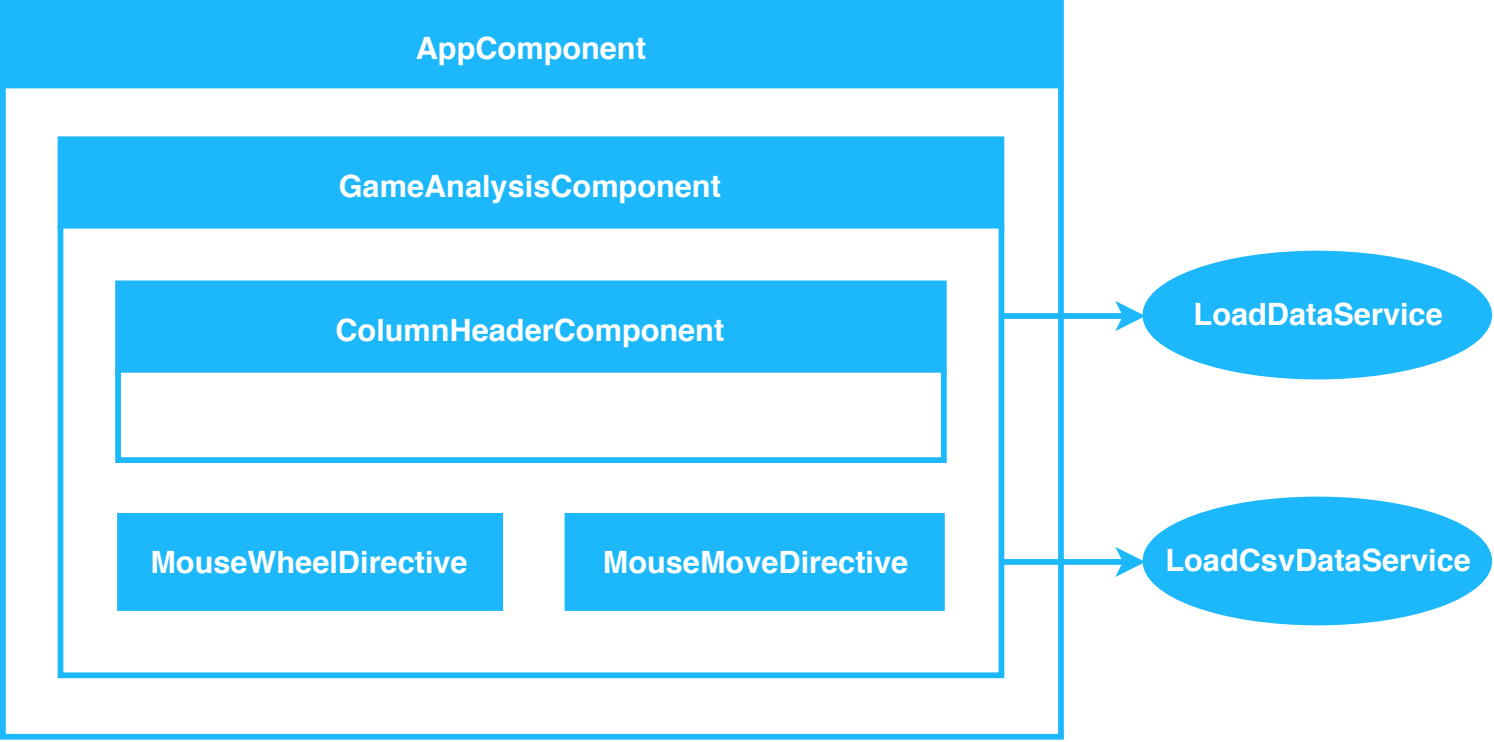 AppComponent
GameAnalysisComponent
ColumnHeaderComponent
LoadDataService
MouseWheelDirective
MouseMoveDirective
LoadCsvDataService